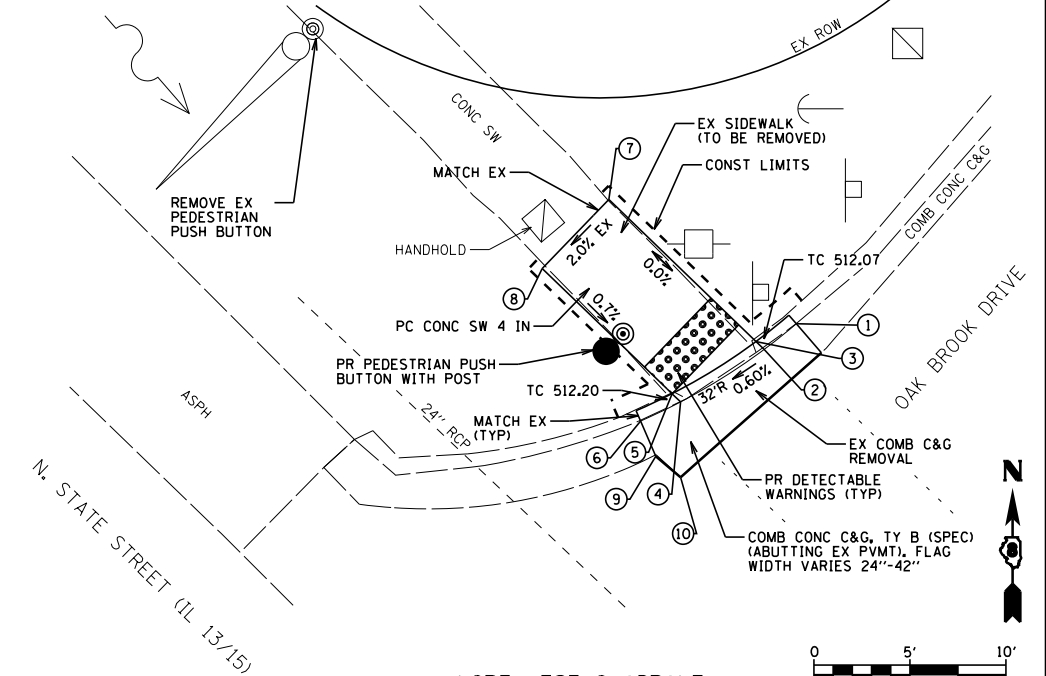 EX ROW
CONC SW
EX SIDEWALK
(TO BE REMOVED)
7
CONST LIMITS
MATCH EX
REMOVE EX
PEDESTRIAN
PUSH BUTTON
COMB CONC C&G
HANDHOLD
2.0% EX
0.0%
TC 512.07
8
0.7%
PC CONC SW 4 IN
1
3
PR PEDESTRIAN PUSH
BUTTON WITH POST
OAK BROOK DRIVE
TC 512.20
32'R
0.60%
2
ASPH
24" RCP
MATCH EX
(TYP)
EX COMB C&G
REMOVAL
6
5
4
9
PR DETECTABLE
WARNINGS (TYP)
N
10
COMB CONC C&G, TY B (SPEC)
(ABUTTING EX PVMT). FLAG
WIDTH VARIES 24"-42"
8
N. STATE STREET (IL 13/15)
0 5' 10'